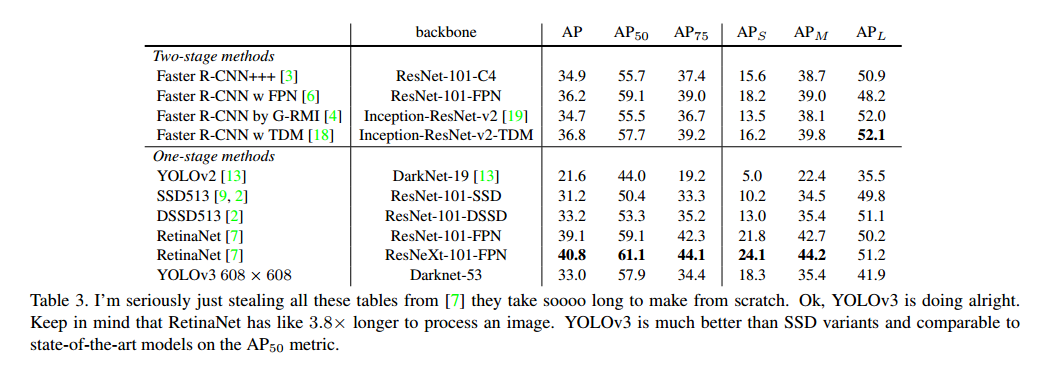 backbone AP AP50 AP75 APS APM APL
Two-stage methods
Faster R-CNN+++ [3] ResNet-101-C4 34.9 55.7 37.4 15.6 38.7 50.9
Faster R-CNN w FPN [6] ResNet-101-FPN 36.2 59.1 39.0 18.2 39.0 48.2
Faster R-CNN by G-RMI [4] Inception-ResNet-v2 [19] 34.7 55.5 36.7 13.5 38.1 52.0
Faster R-CNN w TDM [18] Inception-ResNet-v2-TDM 36.8 57.7 39.2 16.2 39.8 52.1
One-stage methods
YOLOv2 [13] DarkNet-19 [13] 21.6 44.0 19.2 5.0 22.4 35.5
SSD513 [9, 2] ResNet-101-SSD 31.2 50.4 33.3 10.2 34.5 49.8
DSSD513 [2] ResNet-101-DSSD 33.2 53.3 35.2 13.0 35.4 51.1
RetinaNet [7] ResNet-101-FPN 39.1 59.1 42.3 21.8 42.7 50.2
RetinaNet [7] ResNeXt-101-FPN 40.8 61.1 44.1 24.1 44.2 51.2
YOLOv3 608 × 608 Darknet-53 33.0 57.9 34.4 18.3 35.4 41.9
Table 3. I'm seriously just stealing all these tables from [7] they take soooo long to make from scratch. Ok, YOLOv3 is doing alright.
Keep in mind that RetinaNet has like 3.8× longer to process an image. YOLOv3 is much better than SSD variants and comparable to
state-of-the-art models on the AP50 metric.